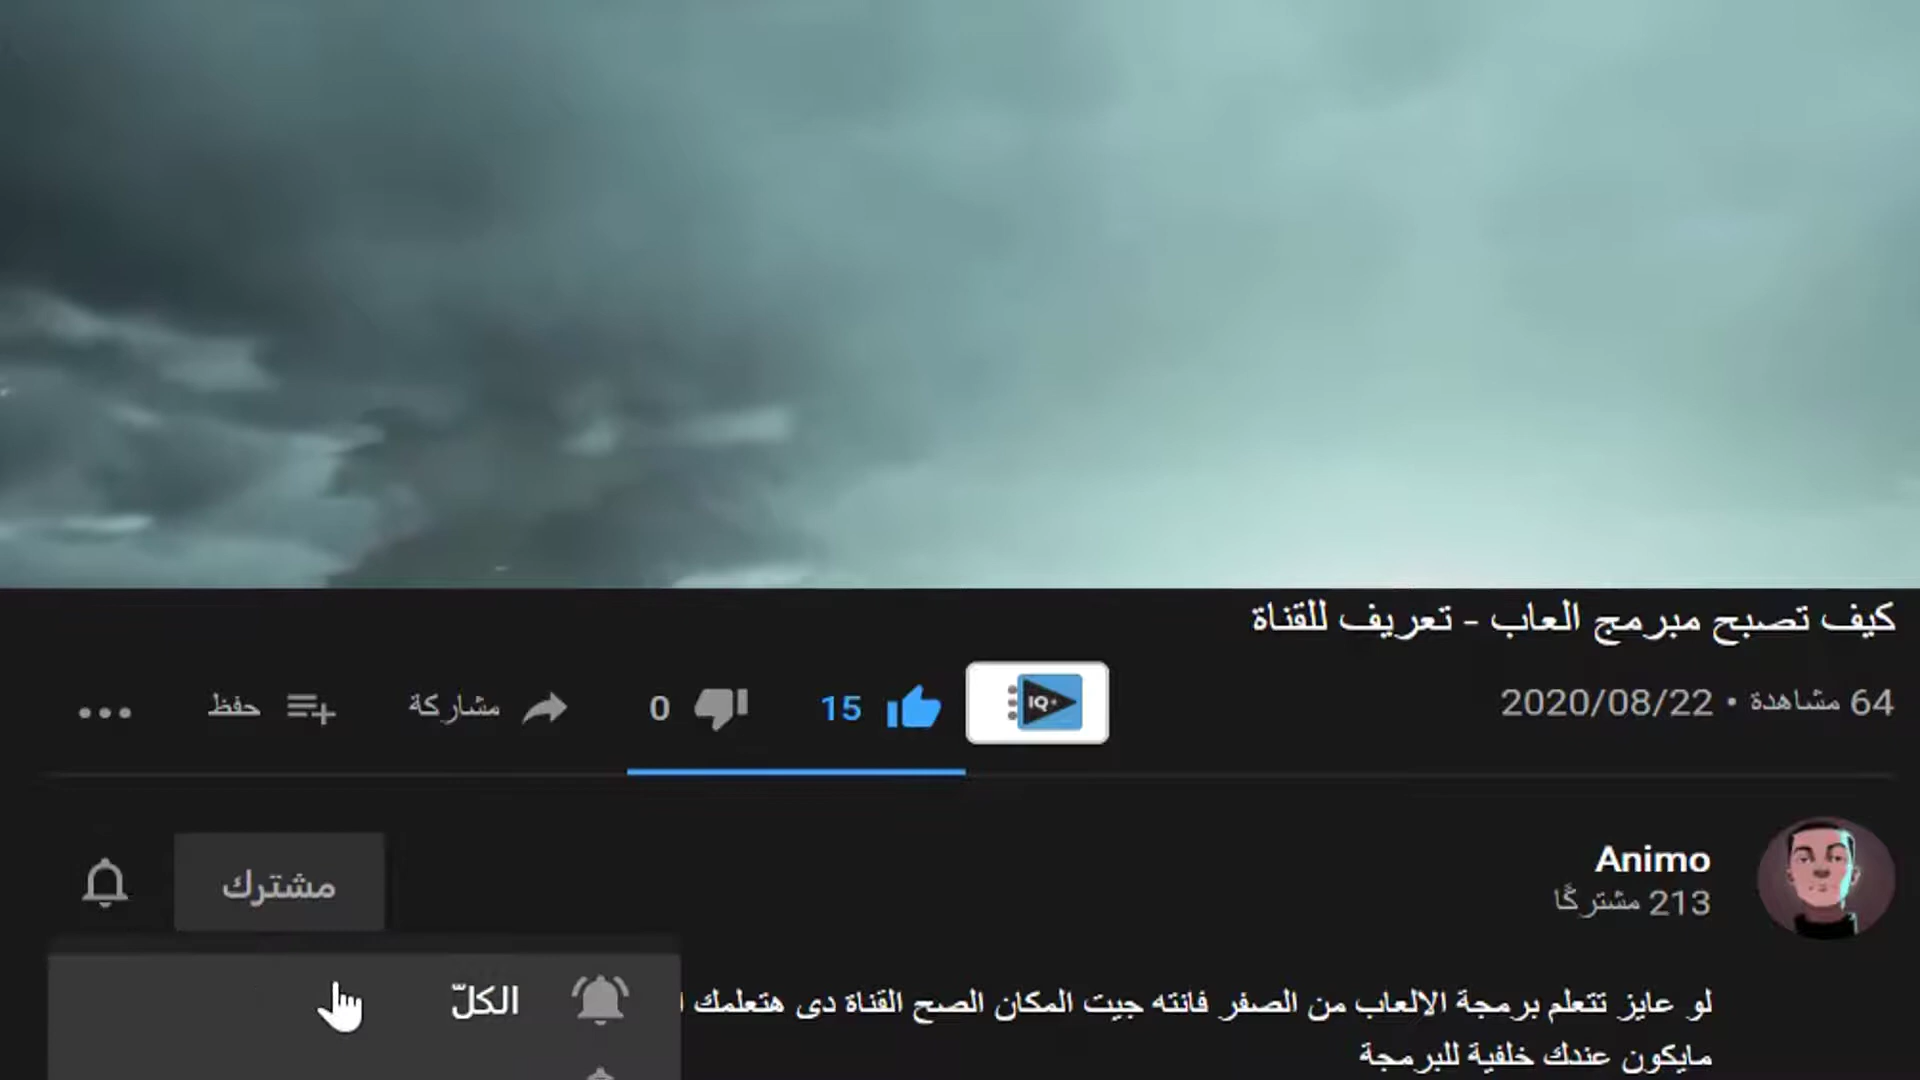 كيف تصبح مبرمج العاب - تعريف للقناة
64 مشاهدة • 2020/08/22
IQ+
15
0
مشاركة
حفظ
Animo
213 مشتركًا
مشترك
الكلّ
لو عايز تتعلم برمجة الالعاب من الصفر فانته جيت المكان الصح القناة دى هتعلمك ا
مايكون عندك خلفية للبرمجة